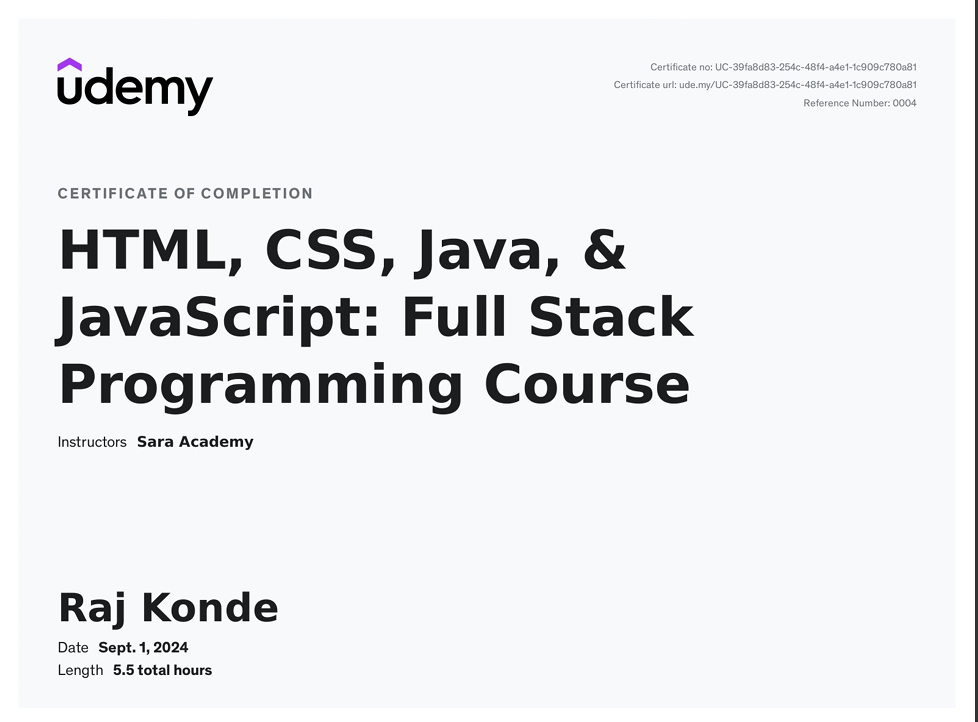 udemy
Certificate no: UC-39fa8d83-254c-48f4-a4e1-1c909c780a81
Certificate url: ude.my/UC-39fa8d83-254c-48f4-a4e1-1c909c780a81
Reference Number: 0004
CERTIFICATE OF COMPLETION
HTML, CSS, Java, &
JavaScript: Full Stack
Programming Course
Instructors Sara Academy
Raj Konde
Date Sept. 1, 2024
Length 5.5 total hours